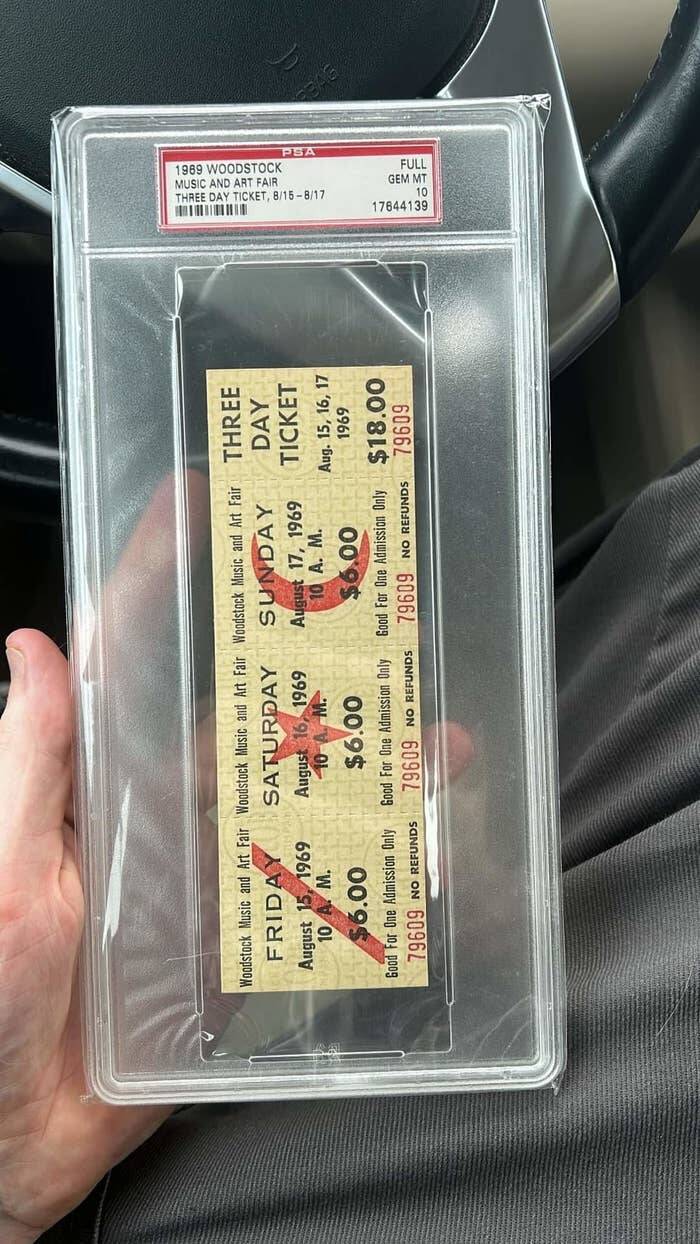 PSA
1969 WOODSTOCK FULL
MUSIC AND ART FAIR GEM MT
THREE DAY TICKET, 8/15-8/17 10
17644139
Woodstock Music and Art Fair
FRIDAY
August 15, 1969
10 A. M.
$6.00
Good For One Admission Only
79609 NO REFUNDS
Woodstock Music and Art Fair
SATURDAY
August 16, 1969
10 A. M.
$6.00
Good For One Admission Only
79609 NO REFUNDS
Woodstock Music and Art Fair
SUNDAY
August 17, 1969
10 A. M.
$6.00
Good For One Admission Only
79609 NO REFUNDS
THREE
DAY
TICKET
Aug. 15, 16, 17
1969
$18.00
79609